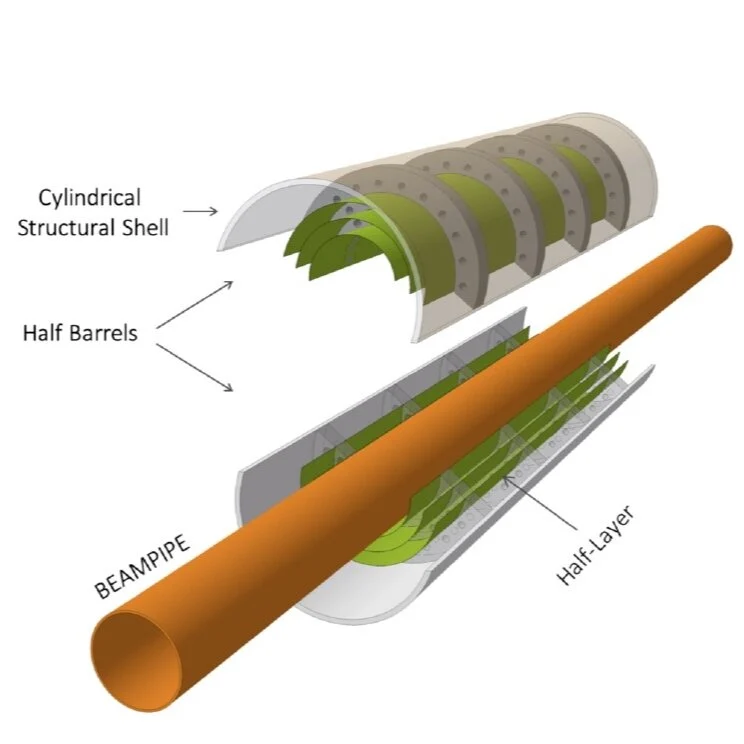 Cylindrical
Structural Shell
Half Barrels
BEAMPIPE
Half-Layer